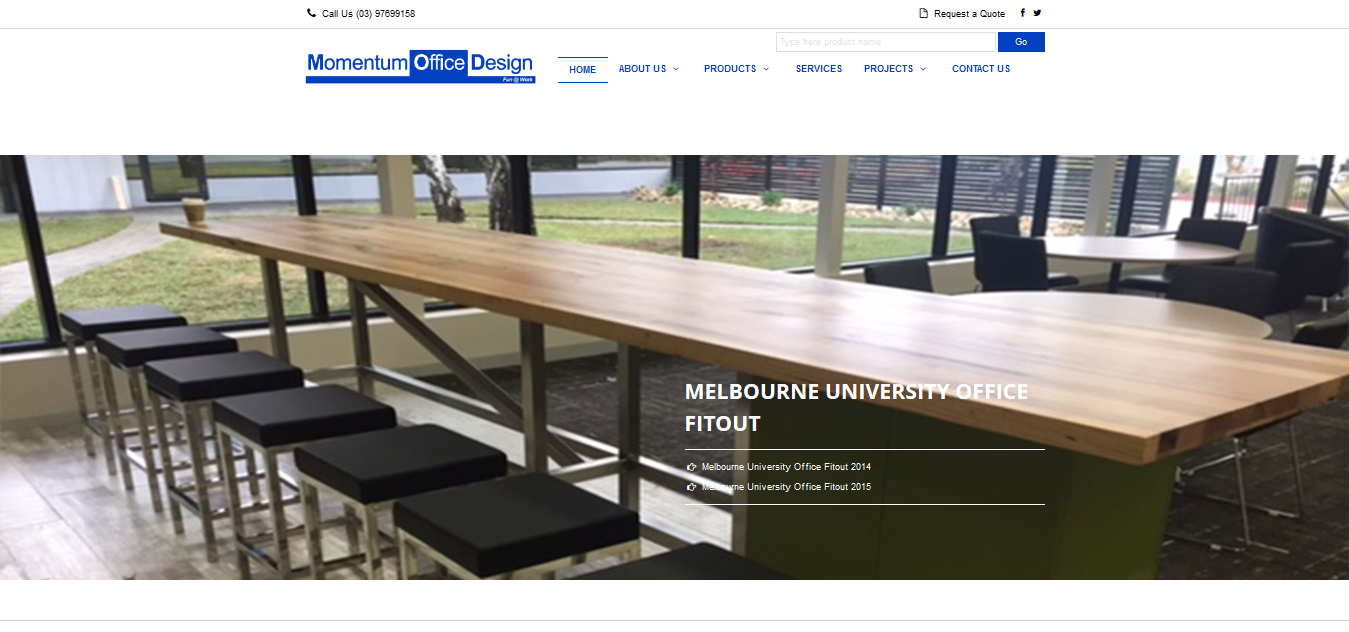 Call Us (03) 97699158
Request a Quote
Type here product name
Go
Momentum Office Design
Fun @ Work
HOME
ABOUT US
PRODUCTS
SERVICES
PROJECTS
CONTACT US
MELBOURNE UNIVERSITY OFFICE
FITOUT
Melbourne University Office Fitout 2014
Melbourne University Office Fitout 2015